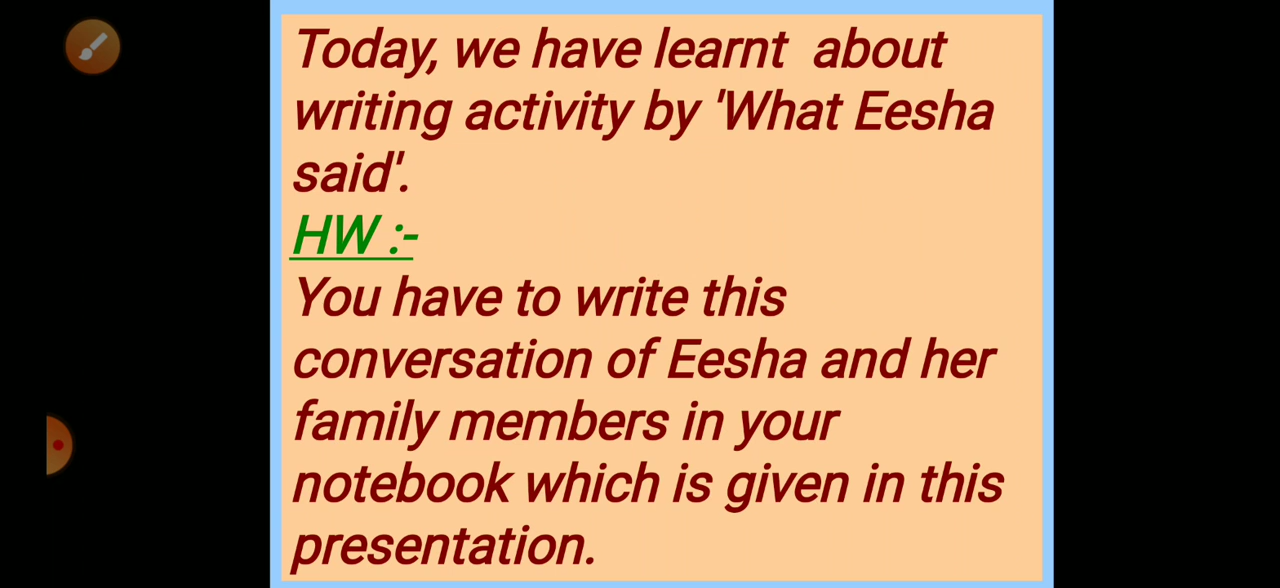 Today, we have learnt about
writing activity by 'What Eesha
said'.
HW :-
You have to write this
conversation of Eesha and her
family members in your
notebook which is given in this
presentation.